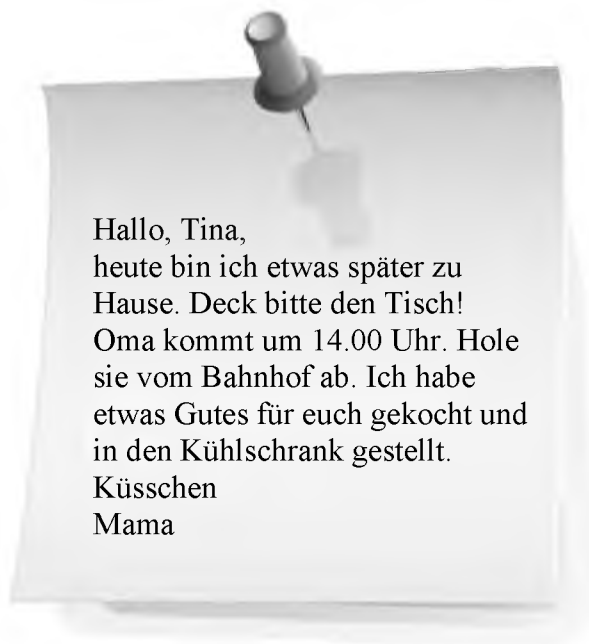 Hallo, Tina,
heute bin ich etwas später zu
Hause. Deck bitte den Tisch!
Oma kommt um 14.00 Uhr. Hole
sie vom Bahnhof ab. Ich habe
etwas Gutes für euch gekocht und
in den Kühlschrank gestellt.
Küsschen
Mama